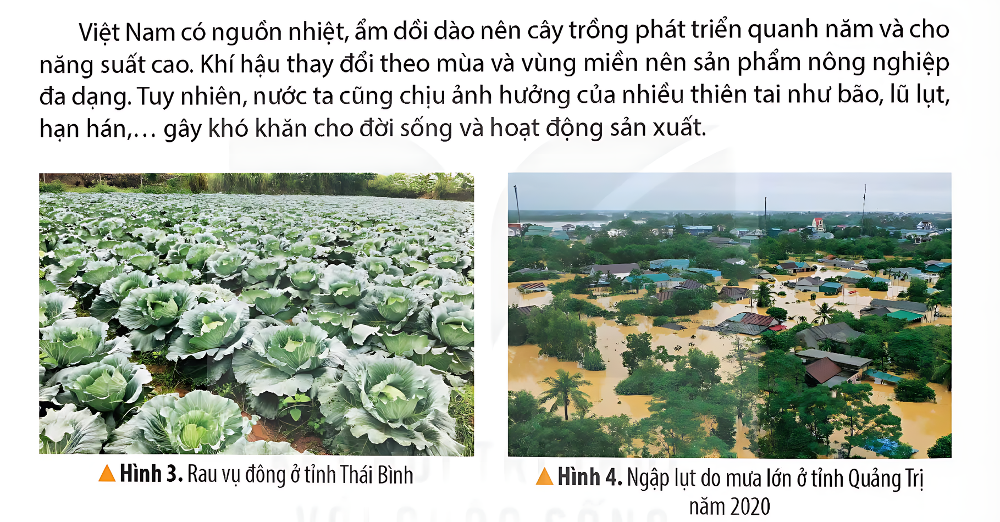 Việt Nam có nguồn nhiệt, ẩm dồi dào nên cây trồng phát triển quanh năm và cho
năng suất cao. Khí hậu thay đổi theo mùa và vùng miền nên sản phẩm nông nghiệp
đa dạng. Tuy nhiên, nước ta cũng chịu ảnh hưởng của nhiều thiên tai như bão, lũ lụt,
hạn hán,... gây khó khăn cho đời sống và hoạt động sản xuất.
Hình 3. Rau vụ đông ở tỉnh Thái Bình
Hình 4. Ngập lụt do mưa lớn ở tỉnh Quảng Trị
năm 2020